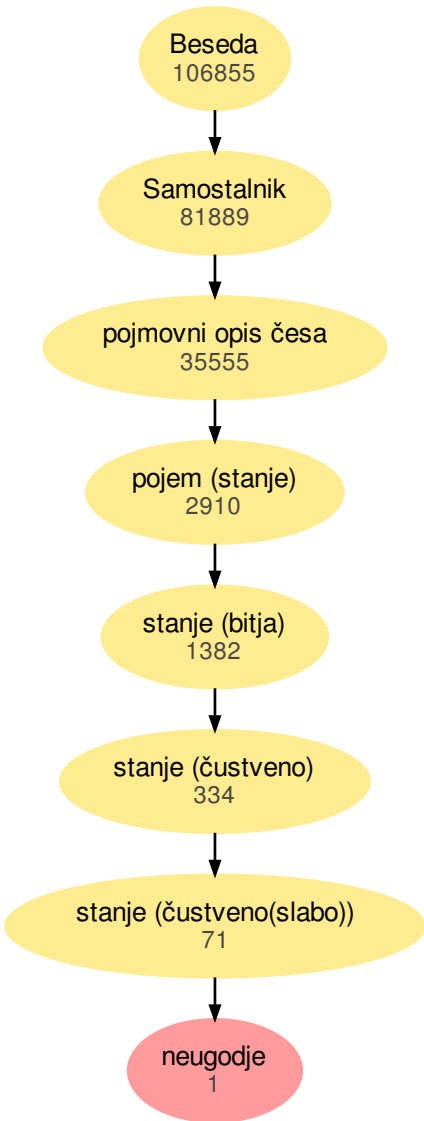 Beseda
106855
Samostalnik
81889
pojmovni opis česa
35555
pojem (stanje)
2910
stanje (bitja)
1382
stanje (čustveno)
334
stanje (čustveno(slabo))
71
neugodje
1